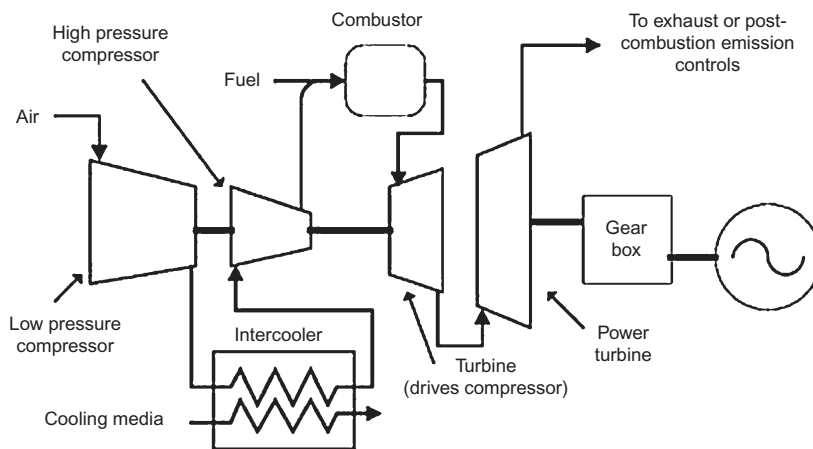 High pressure
compressor
Combustor
To exhaust or post-
combustion emission
controls
Fuel
Air
Gear
box
Low pressure
compressor
Intercooler
Turbine
(drives compressor)
Power
turbine
Cooling media